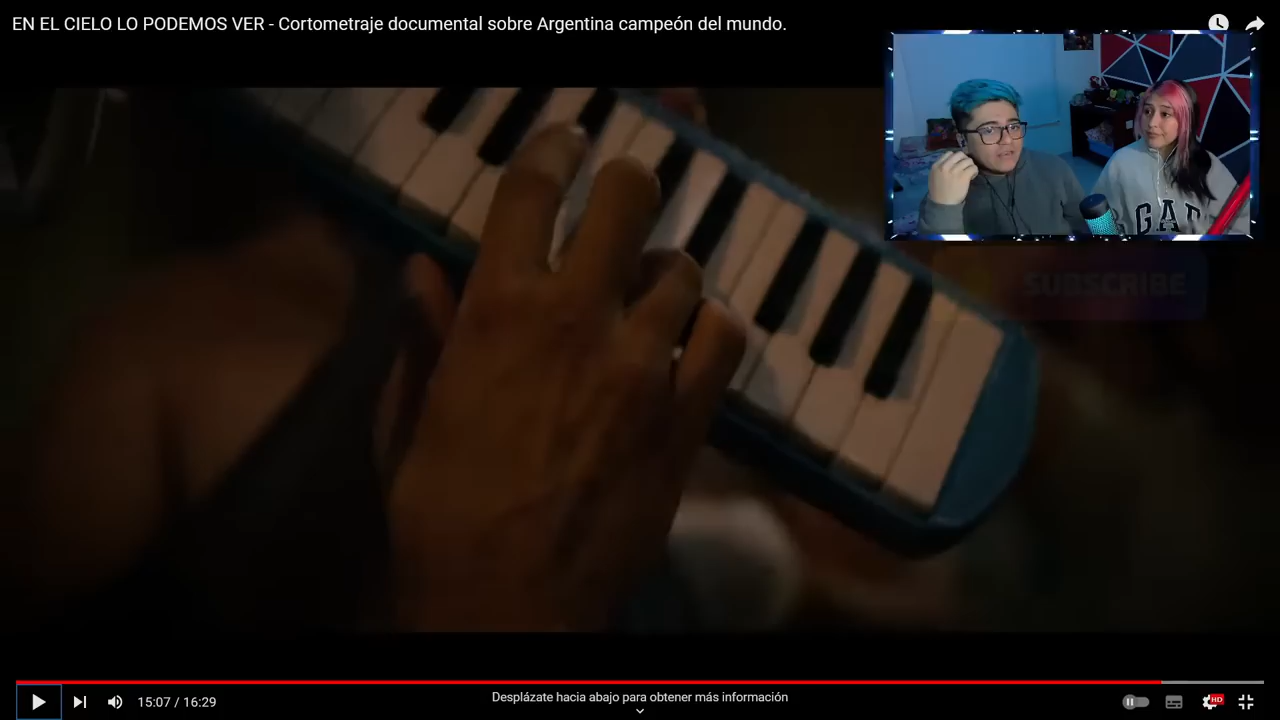 EN EL CIELO LO PODEMOS VER - Cortometraje documental sobre Argentina campeón del mundo.
GAP
SUBSCRIBE
15:07 / 16:29
Desplázate hacia abajo para obtener más información
HD